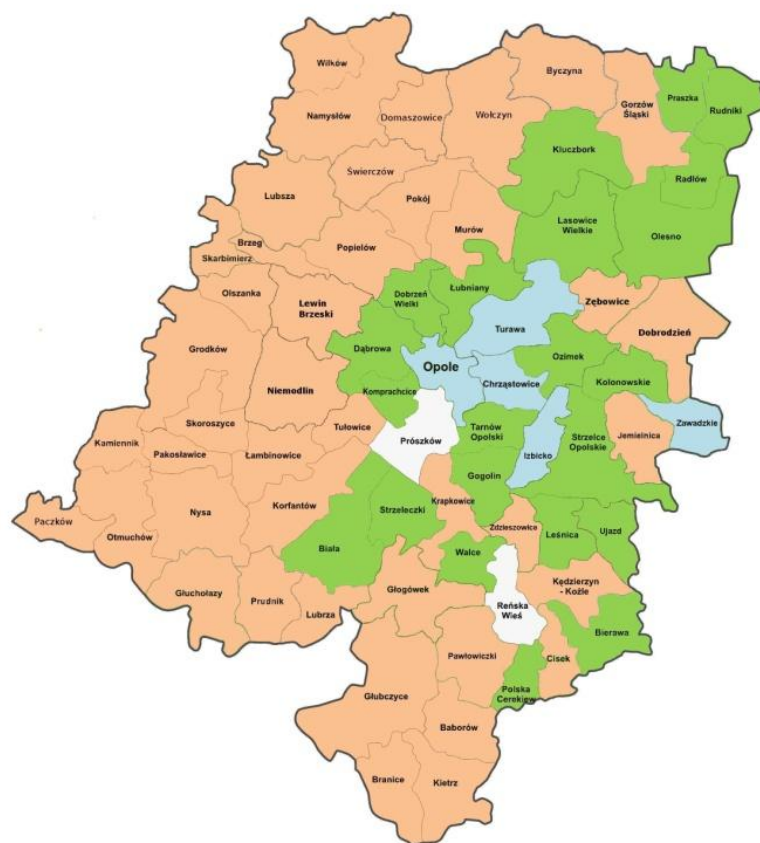 Wilków
Byczyna
Namysłów
Domaszowice
Wołczyn
Gorzów
Śląski
Praszka
Rudniki
Kluczbork
Świerczów
Radłów
Lubsza
Pokój
Murów
Lasowice
Wielkie
Olesno
Brzeg
Skarbimierz
Popielów
Olszanka
Lewin
Brzeski
Dobrzeń
Wielki
Łubniany
Turawa
Zębowice
Dobrodzień
Grodków
Dąbrowa
Opole
Chrząstowice
Ozimek
Kolonowskie
Niemodlin
Komprachcice
Skoroszyce
Tułowice
Prószków
Tarnów
Opolski
Izbicko
Strzelce
Opolskie
Jemielnica
Zawadzkie
Kamiennik
Pakosławice
Łambinowice
Gogolin
Paczków
Otmuchów
Nysa
Korfantów
Strzeleczki
Krapkowice
Zdzieszowice
Leśnica
Ujazd
Biała
Walce
Głuchołazy
Prudnik
Lubrza
Głogówek
Reńska
Wieś
Kędzierzyn
- Koźle
Bierawa
Pawłowiczki
Cisek
Głubczyce
Polska
Cerekiew
Baborów
Branice
Kietrz